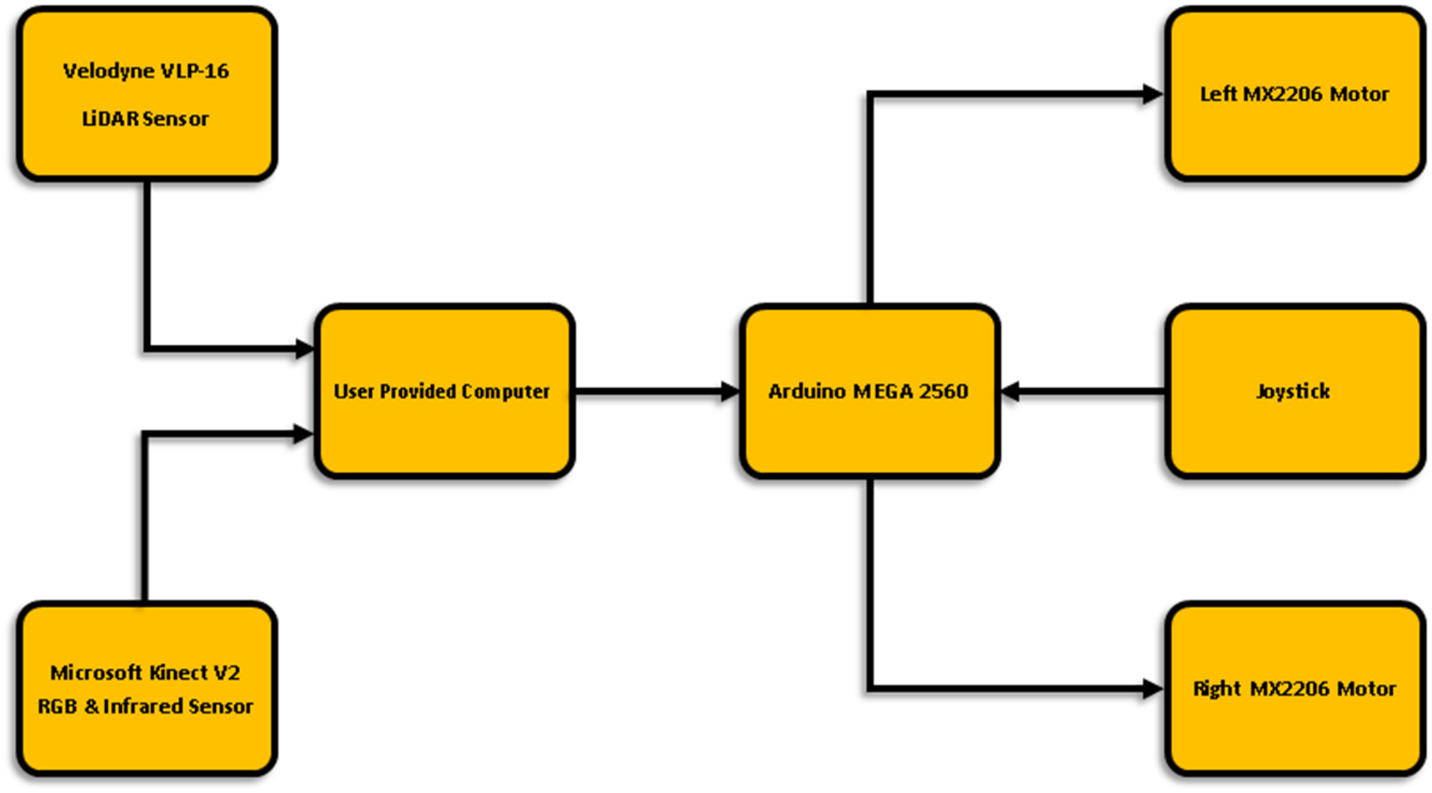 Velodyne VLP-16
LiDAR Sensor
Left MX2206 Motor
User Provided Computer
Arduino MEGA 2560
Joystick
Microsoft Kinect V2
RGB & Infrared Sensor
Right MX2206 Motor